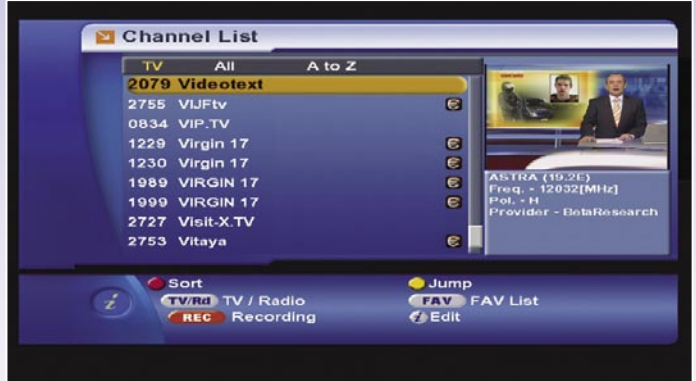 Channel List
TV All A to Z
2079 Videotext
2755 VIJFtv
0834 VIP.TV
1229 Virgin 17
1230 Virgin 17
1989 VIRGIN 17
1999 VIRGIN 17
2727 Visit-X.TV
2753 Vitaya
ASTRA (19.2E)
Freq. - 12032[MHz]
Pol. - H
Provider - BetaResearch
Sort Jump
TV/Rd TV / Radio FAV FAV List
REC Recording i Edit